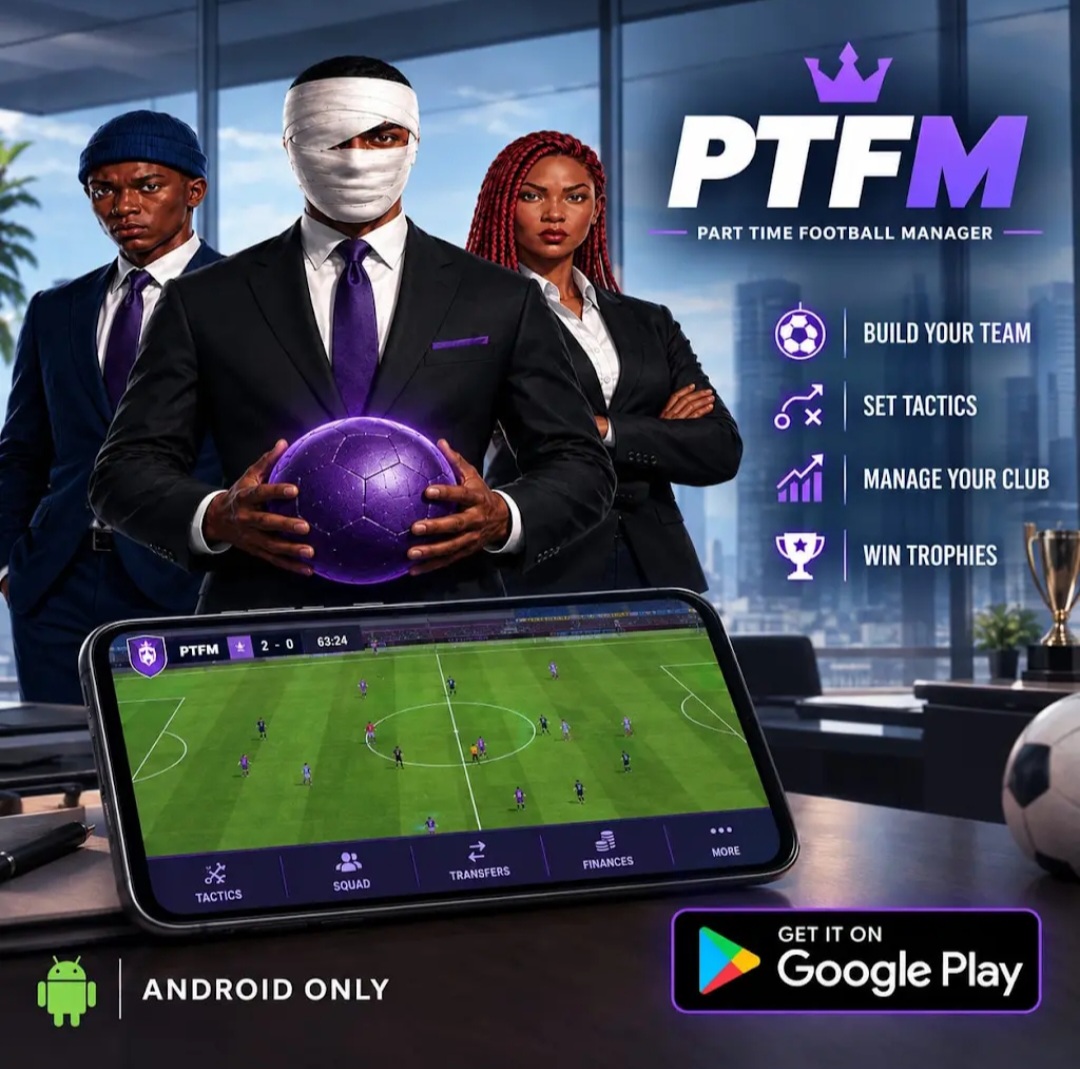 PTFM
PART TIME FOOTBALL MANAGER
BUILD YOUR TEAM
SET TACTICS
MANAGE YOUR CLUB
WIN TROPHIES
PTFM 2 - 0 63:24
TACTICS
SQUAD
TRANSFERS
FINANCES
MORE
ANDROID ONLY
GET IT ON
Google Play